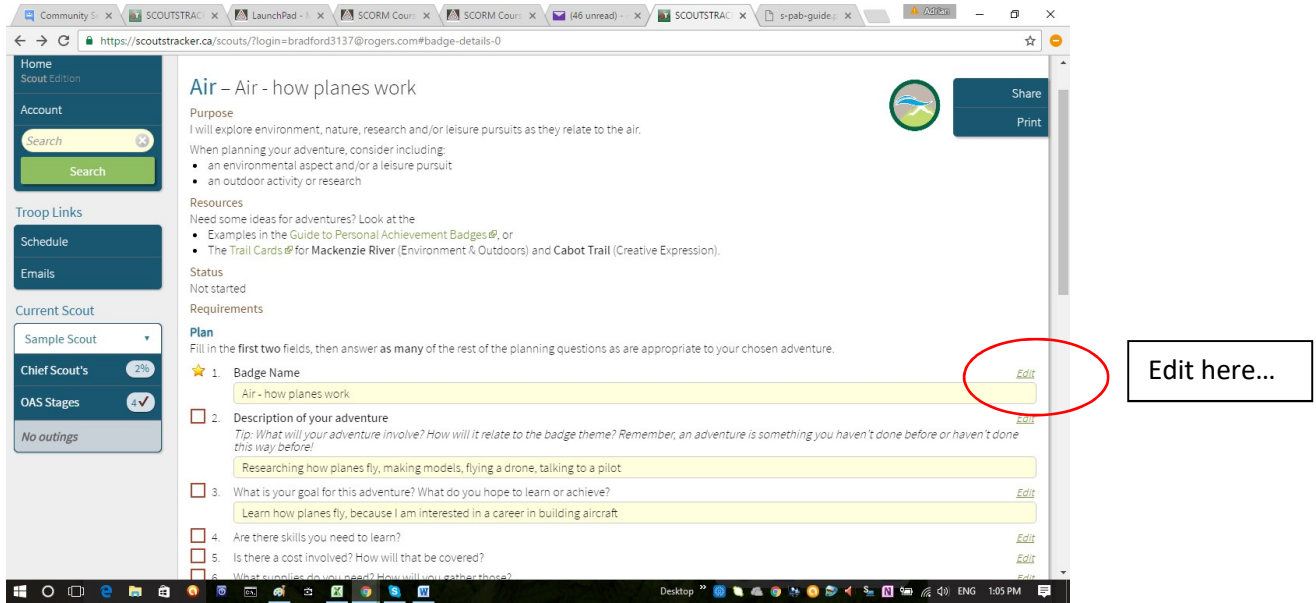 Community S
SCOUTSTRAC
LaunchPad -
SCORM Cours
SCORM Cours
(46 unread) -
SCOUTSTRAC
s-pab-guide.p
Adrian
https://scoutstracker.ca/scouts/?login=bradford3137@rogers.com#badge-details-0
Home
Scout Edition
Account
Search
Search
Troop Links
Schedule
Emails
Current Scout
Sample Scout
Chief Scout's 2%
OAS Stages 4✓
No outings
Air – Air - how planes work
Share
Print
Purpose
I will explore environment, nature, research and/or leisure pursuits as they relate to the air.
When planning your adventure, consider including:
• an environmental aspect and/or a leisure pursuit
• an outdoor activity or research
Resources
Need some ideas for adventures? Look at the
• Examples in the Guide to Personal Achievement Badges, or
• The Trail Cards for Mackenzie River (Environment & Outdoors) and Cabot Trail (Creative Expression).
Status
Not started
Requirements
Plan
Fill in the first two fields, then answer as many of the rest of the planning questions as are appropriate to your chosen adventure.
1. Badge Name Edit
Air - how planes work
2. Description of your adventure Edit
Tip: What will your adventure involve? How will it relate to the badge theme? Remember, an adventure is something you haven't done before or haven't done
this way before!
Researching how planes fly, making models, flying a drone, talking to a pilot
3. What is your goal for this adventure? What do you hope to learn or achieve? Edit
Learn how planes fly, because I am interested in a career in building aircraft
4. Are there skills you need to learn? Edit
5. Is there a cost involved? How will that be covered? Edit
6. What supplies do you need? How will you gather those? Edit
Edit here...
Desktop » ENG 1:05 PM